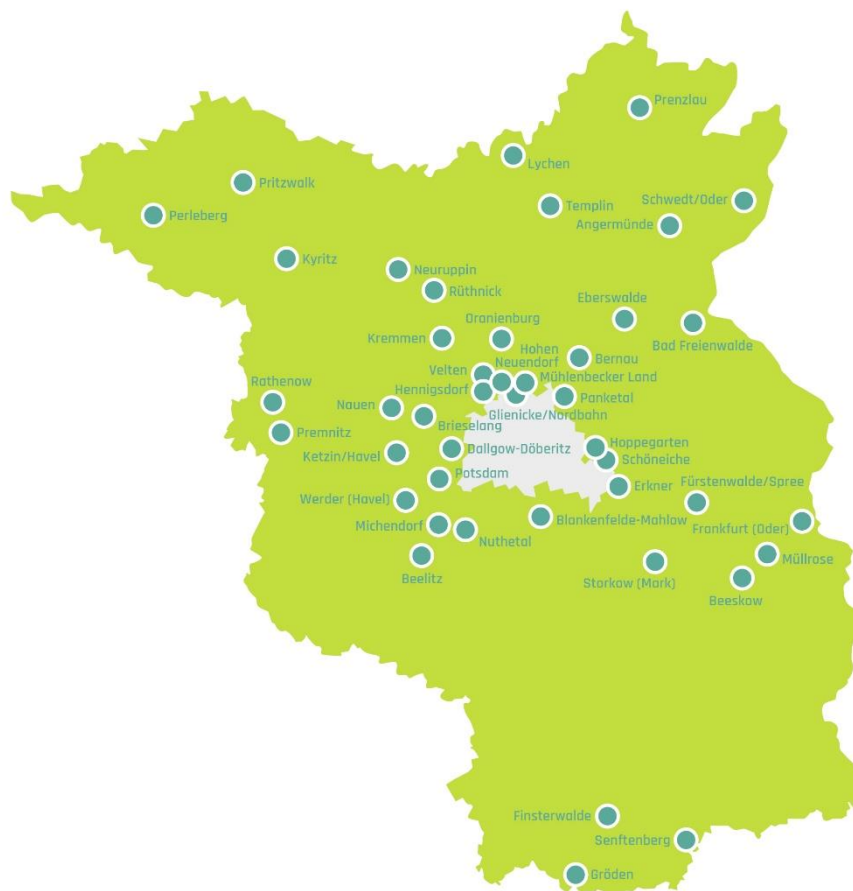 Prenzlau
Lychen
Pritzwalk
Schwedt/Oder
Templin
Perleberg
Angermünde
Kyritz
Neuruppin
Rüthnick
Eberswalde
Oranienburg
Kremmen
Bad Freienwalde
Hohen
Neuendorf
Bernau
Velten
Mühlenbecker Land
Rathenow
Hennigsdorf
Panketal
Nauen
Glienicke/Nordbahn
Brieselang
Premnitz
Hoppegarten
Dallgow-Döberitz
Ketzin/Havel
Schöneiche
Potsdam
Fürstenwalde/Spree
Erkner
Werder (Havel)
Blankenfelde-Mahlow
Michendorf
Frankfurt (Oder)
Nuthetal
Müllrose
Beelitz
Storkow (Mark)
Beeskow
Finsterwalde
Senftenberg
Gröden